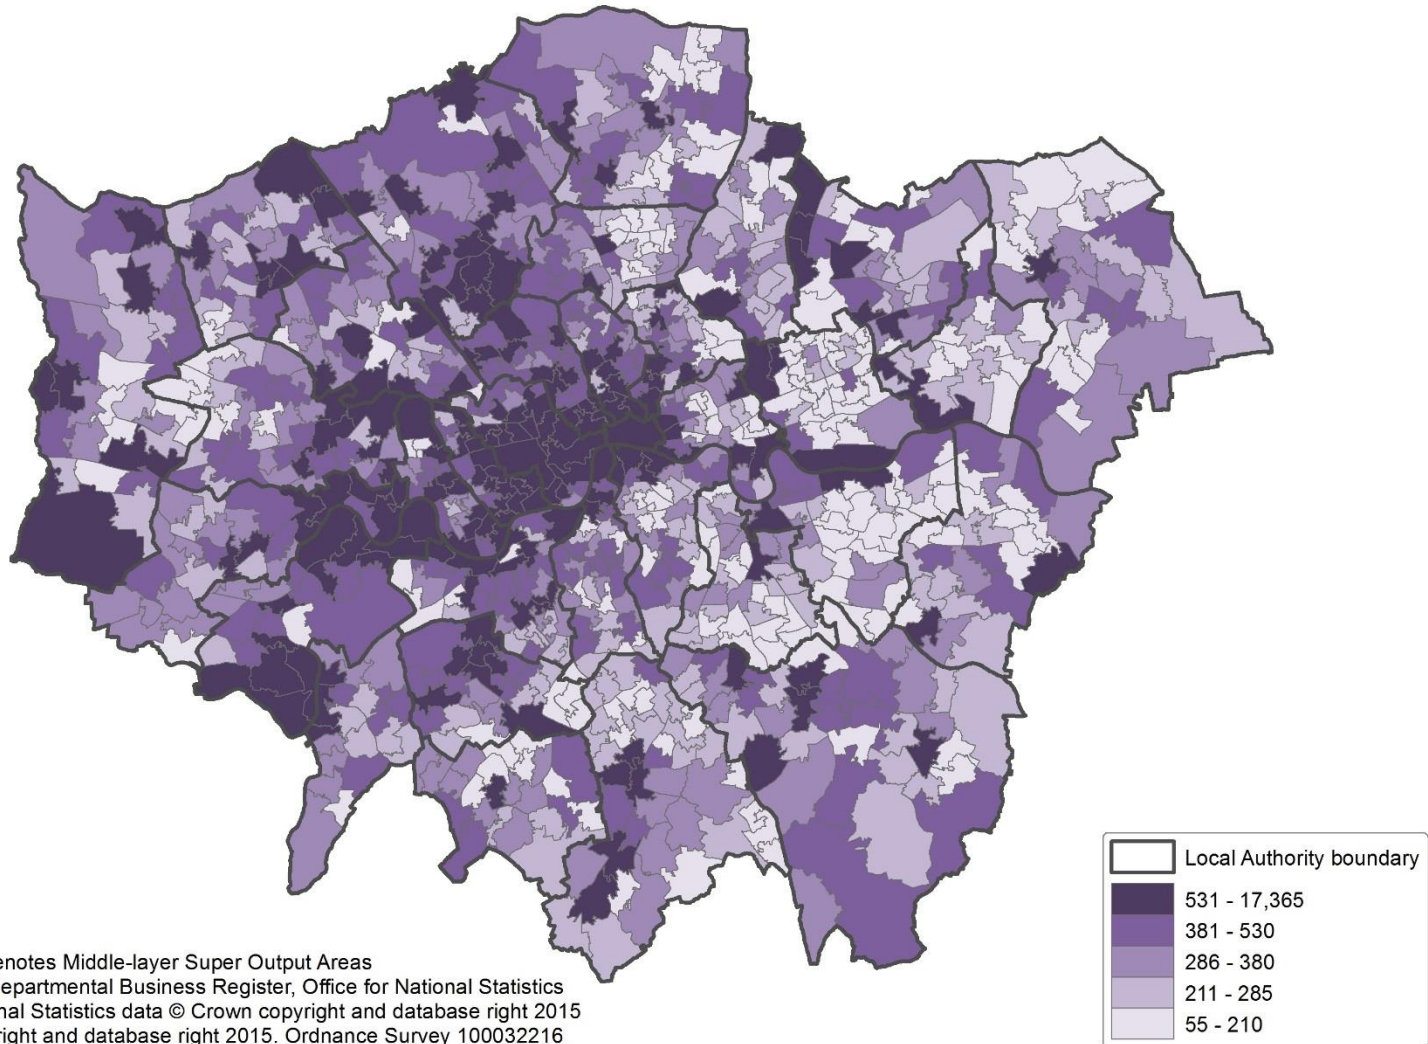 enotes Middle-layer Super Output Areas
epartmental Business Register, Office for National Statistics
nal Statistics data © Crown copyright and database right 2015
right and database right 2015. Ordnance Survey 100032216
Local Authority boundary
531 - 17,365
381 - 530
286 - 380
211 - 285
55 - 210